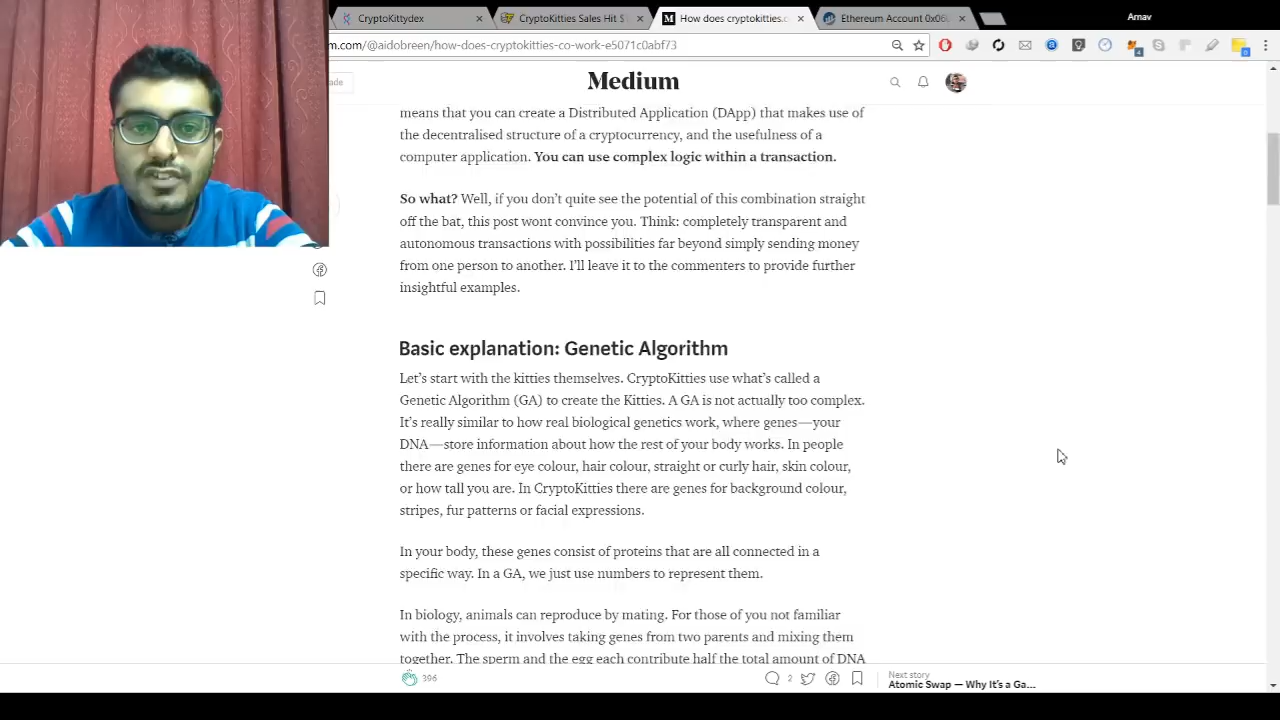 CryptoKittydex
CryptoKitties Sales Hit $
How does cryptokitties.c
Ethereum Account
Arnav
m.com/@aidobreen/how-does-cryptokitties-co-work-e5071c0abf73
Medium
means that you can create a Distributed Application (DApp) that makes use of
the decentralised structure of a cryptocurrency, and the usefulness of a
computer application. You can use complex logic within a transaction.
So what? Well, if you don't quite see the potential of this combination straight
off the bat, this post wont convince you. Think: completely transparent and
autonomous transactions with possibilities far beyond simply sending money
from one person to another. I'll leave it to the commenters to provide further
insightful examples.
Basic explanation: Genetic Algorithm
Let's start with the kitties themselves. CryptoKitties use what's called a
Genetic Algorithm (GA) to create the Kitties. A GA is not actually too complex.
It's really similar to how real biological genetics work, where genes—your
DNA—store information about how the rest of your body works. In people
there are genes for eye colour, hair colour, straight or curly hair, skin colour,
or how tall you are. In CryptoKitties there are genes for background colour,
stripes, fur patterns or facial expressions.
In your body, these genes consist of proteins that are all connected in a
specific way. In a GA, we just use numbers to represent them.
In biology, animals can reproduce by mating. For those of you not familiar
with the process, it involves taking genes from two parents and mixing them
together. The sperm and the egg each contribute half the total amount of DNA
396
2
Next story
Atomic Swap — Why It's a Ga...